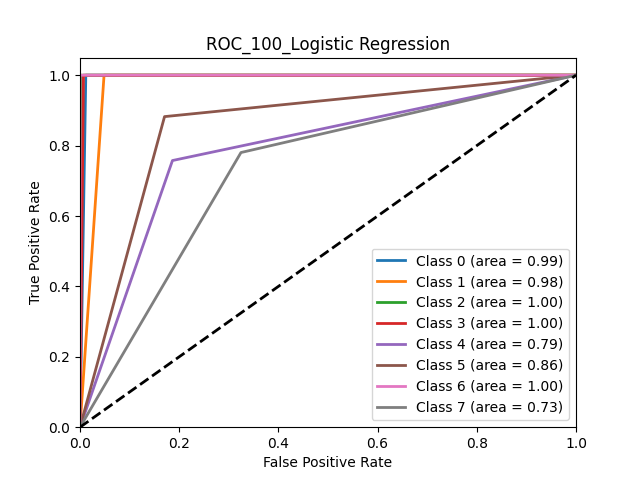 ROC_100_Logistic Regression
True Positive Rate
1.0
0.8
0.6
0.4
0.2
0.0
Class 0 (area = 0.99)
Class 1 (area = 0.98)
Class 2 (area = 1.00)
Class 3 (area = 1.00)
Class 4 (area = 0.79)
Class 5 (area = 0.86)
Class 6 (area = 1.00)
Class 7 (area = 0.73)
0.0 0.2 0.4 0.6 0.8 1.0
False Positive Rate